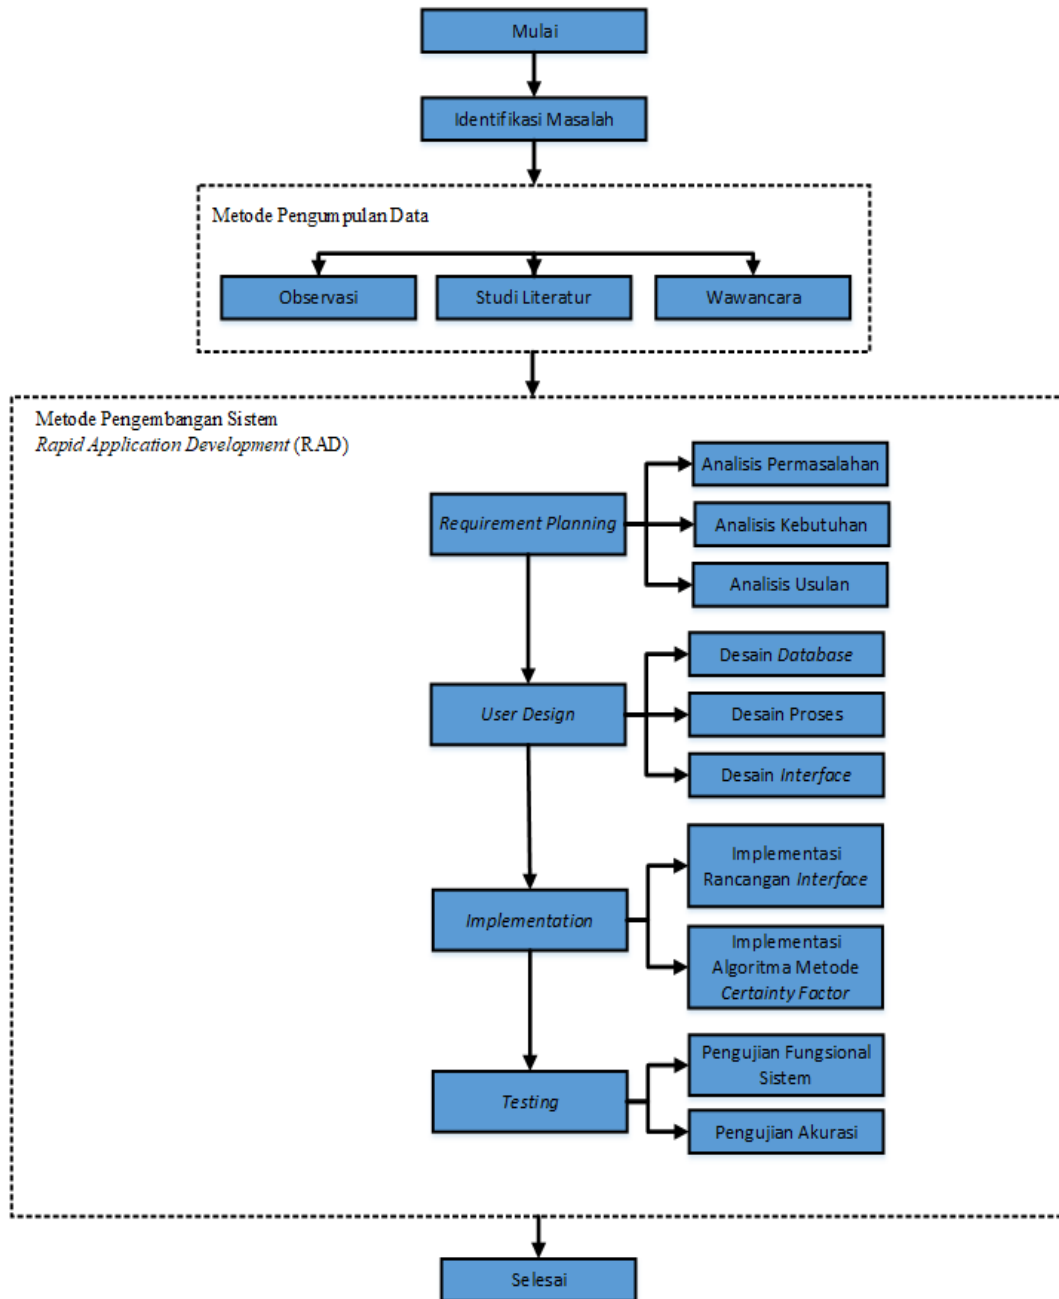 Mulai
Identifikasi Masalah
Metode Pengumpulan Data
Observasi
Studi Literatur
Wawancara
Metode Pengembangan Sistem
Rapid Application Development (RAD)
Requirement Planning
Analisis Permasalahan
Analisis Kebutuhan
Analisis Usulan
User Design
Desain Database
Desain Proses
Desain Interface
Implementation
Implementasi
Rancangan Interface
Implementasi
Algoritma Metode
Certainty Factor
Testing
Pengujian Fungsional
Sistem
Pengujian Akurasi
Selesai